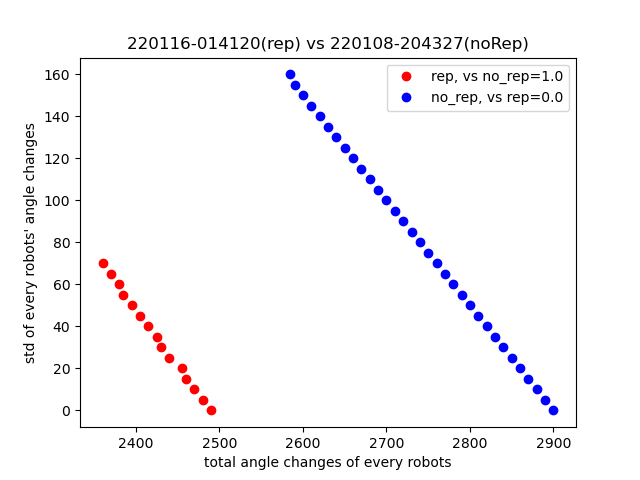 220116-014120(rep) vs 220108-204327(noRep)
rep, vs no_rep=1.0
no_rep, vs rep=0.0
std of every robots' angle changes
160
140
120
100
80
60
40
20
0
2400 2500 2600 2700 2800 2900
total angle changes of every robots